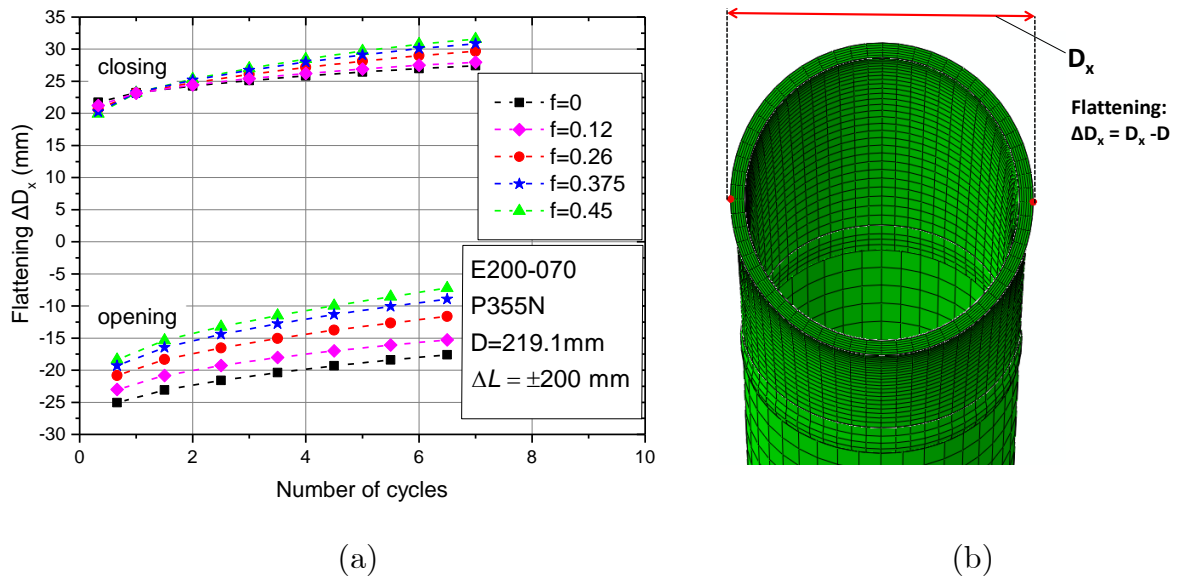 35
30
25
20
15
10
5
0
-5
-10
-15
-20
-25
-30
0 2 4 6 8 10
Flattening ΔDₓ (mm)
Number of cycles
closing
opening
f=0
f=0.12
f=0.26
f=0.375
f=0.45
E200-070
P355N
D=219.1mm
ΔL = ±200 mm
(a)
Dₓ
Flattening:
ΔDₓ = Dₓ -D
(b)